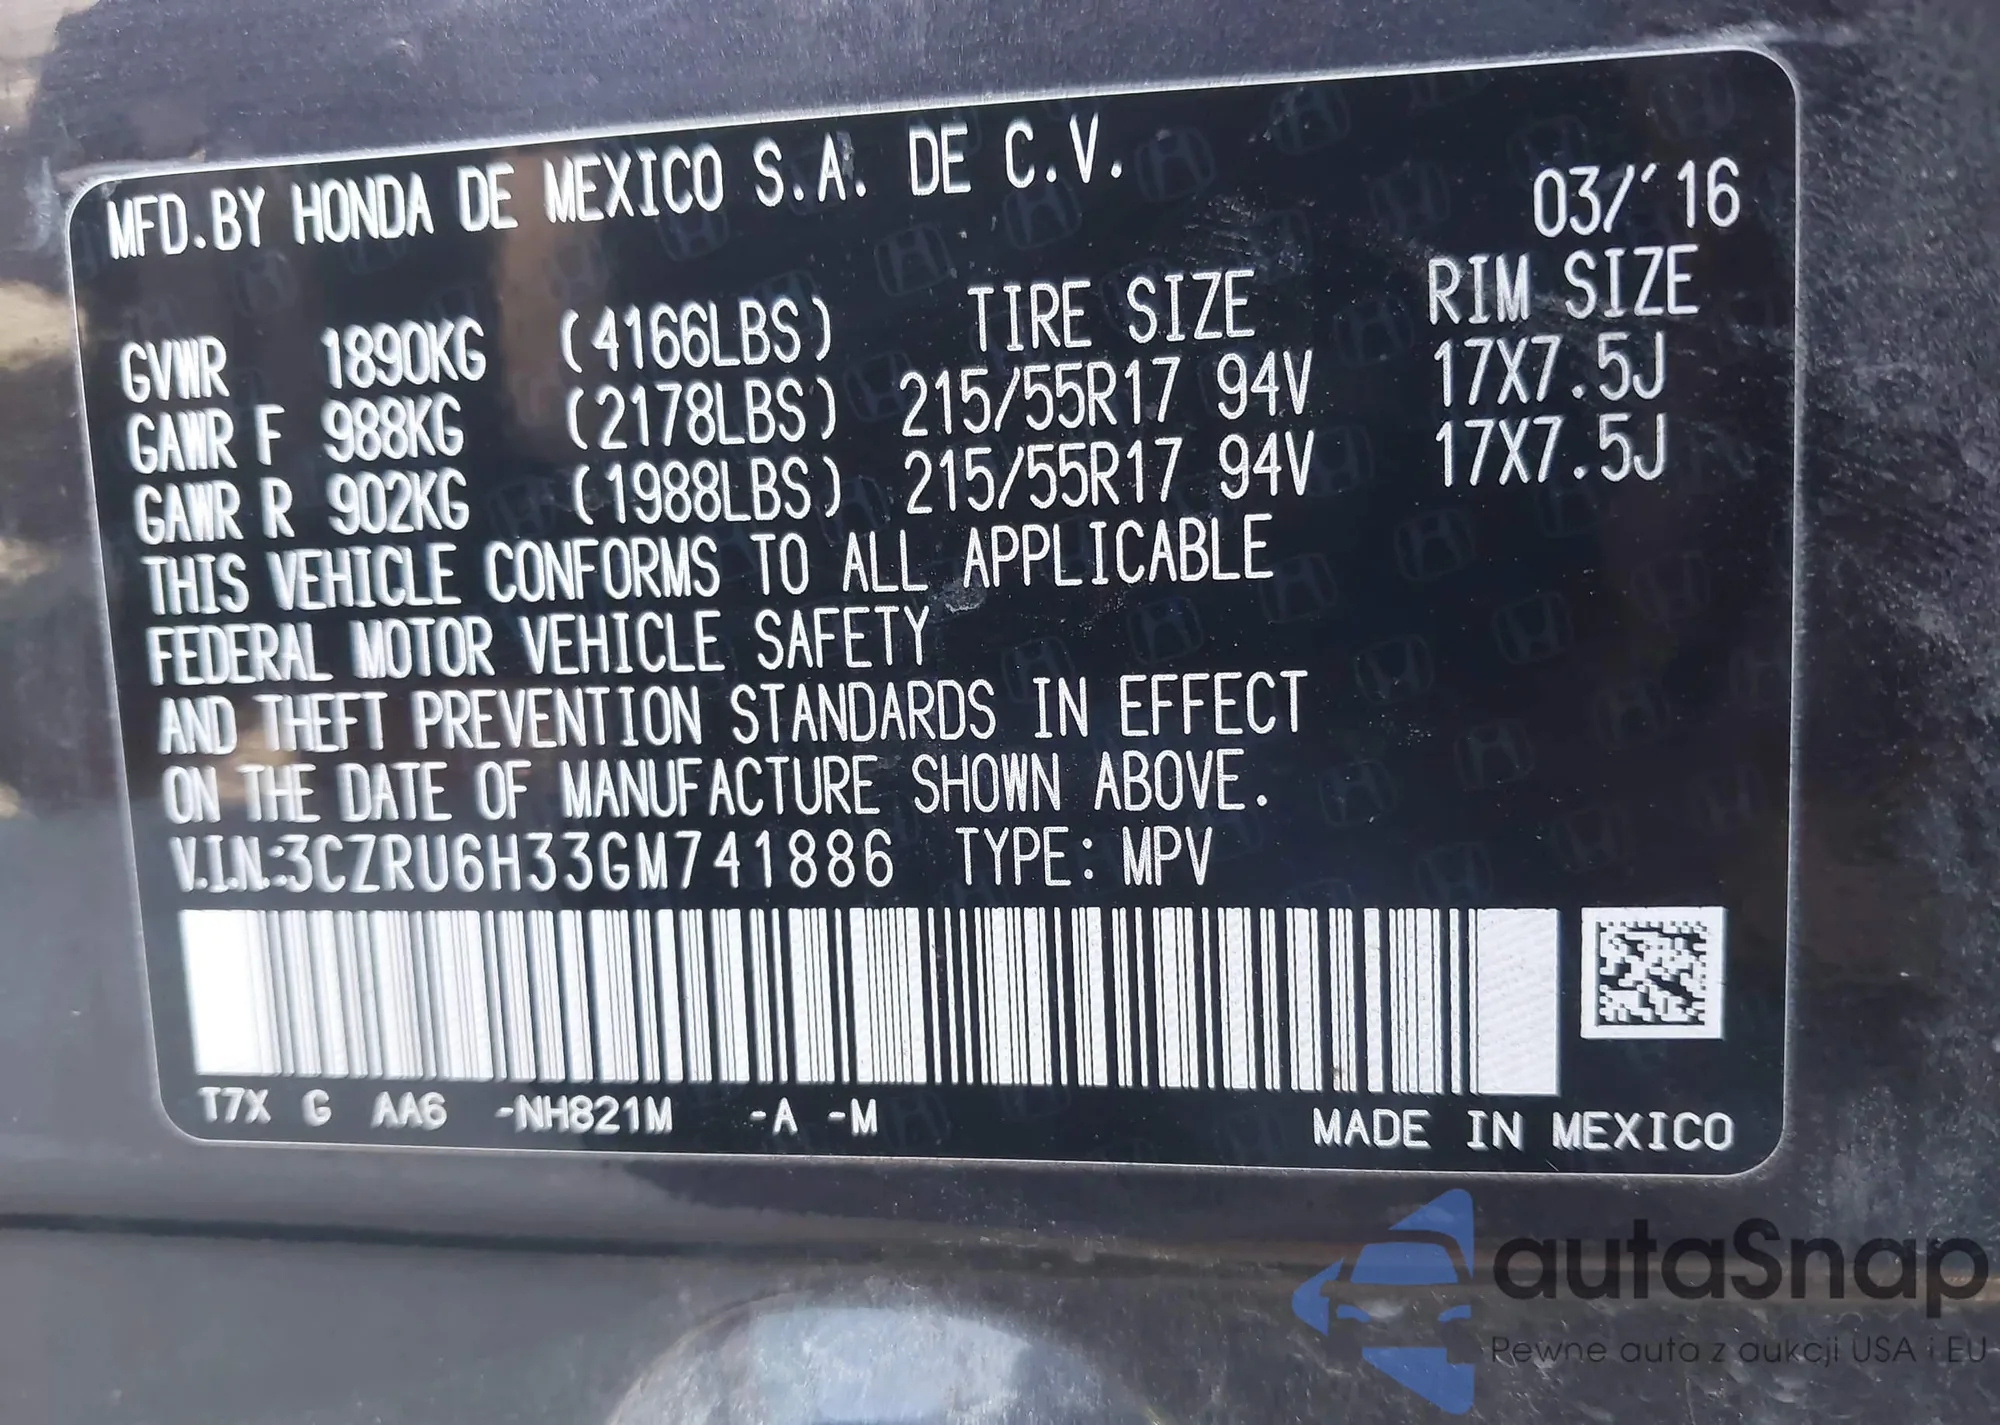 MFD.BY HONDA DE MEXICO S.A. DE C.V.
03/'16
TIRE SIZE RIM SIZE
GVWR 1890KG (4166LBS)
GAWR F 988KG (2178LBS) 215/55R17 94V 17X7.5J
GAWR R 902KG (1988LBS) 215/55R17 94V 17X7.5J
THIS VEHICLE CONFORMS TO ALL APPLICABLE
FEDERAL MOTOR VEHICLE SAFETY
AND THEFT PREVENTION STANDARDS IN EFFECT
ON THE DATE OF MANUFACTURE SHOWN ABOVE.
V.I.N.:3CZRU6H33GM741886 TYPE: MPV
T7X G AA6 -NH821M -A -M MADE IN MEXICO
autaSnap
Pewne auta z aukcji USA i EU